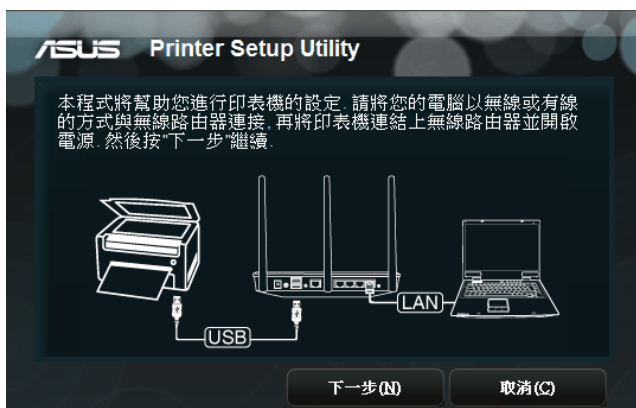 ASUS Printer Setup Utility
本程式將幫助您進行印表機的設定. 請將您的電腦以無線或有線
的方式與無線路由器連接, 再將印表機連結上無線路由器並開啟
電源. 然後按"下一步"繼續.
LAN
USB
下一步(N) 取消(C)